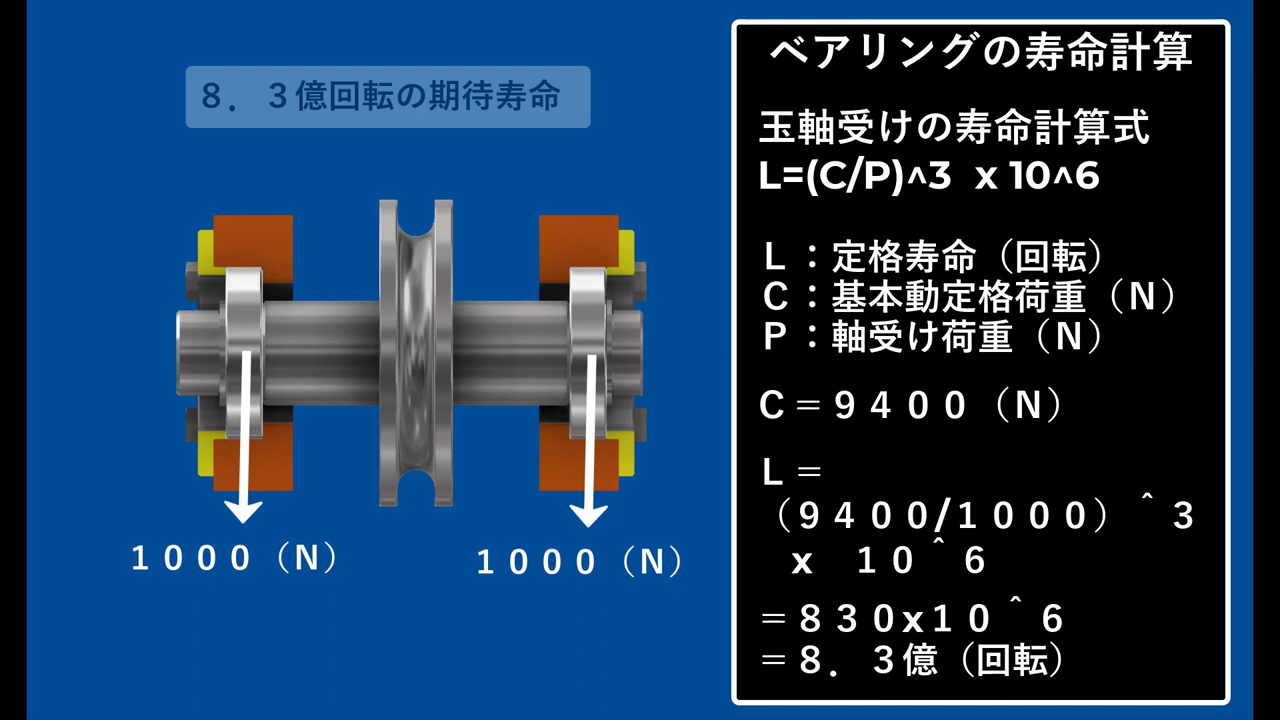 8.3億回転の期待寿命
1000(N)
1000(N)
ベアリングの寿命計算
玉軸受けの寿命計算式
L=(C/P)^3 x 10^6
L:定格寿命(回転)
C:基本動定格荷重(N)
P:軸受け荷重(N)
C=9400(N)
L=
(9400/1000)^3
x 10^6
=830x10^6
=8.3億(回転)